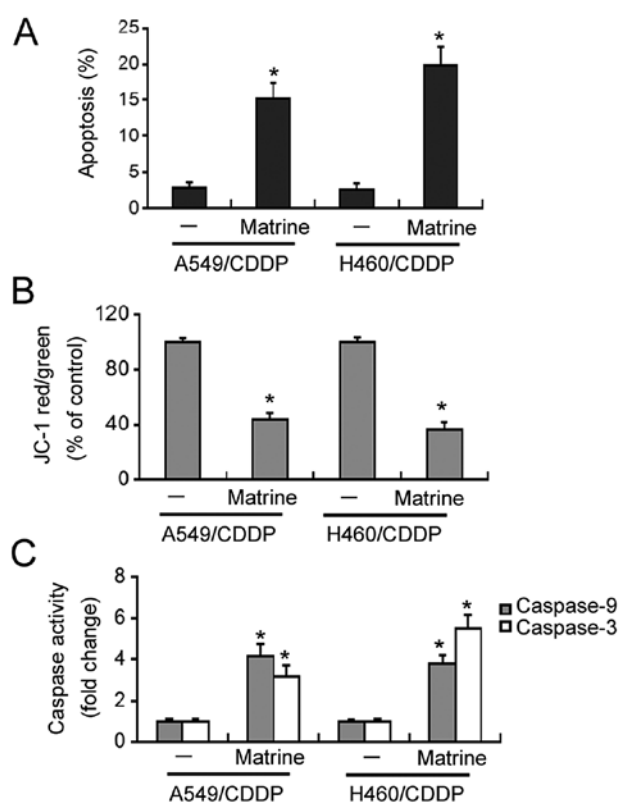 A
Apoptosis (%)
25
20
15
10
5
0
* *
— Matrine — Matrine
A549/CDDP H460/CDDP
B
JC-1 red/green
(% of control)
120
80
40
0
* *
— Matrine — Matrine
A549/CDDP H460/CDDP
C
Caspase activity
(fold change)
8
6
4
2
0
* * * *
Caspase-9
Caspase-3
— Matrine — Matrine
A549/CDDP H460/CDDP